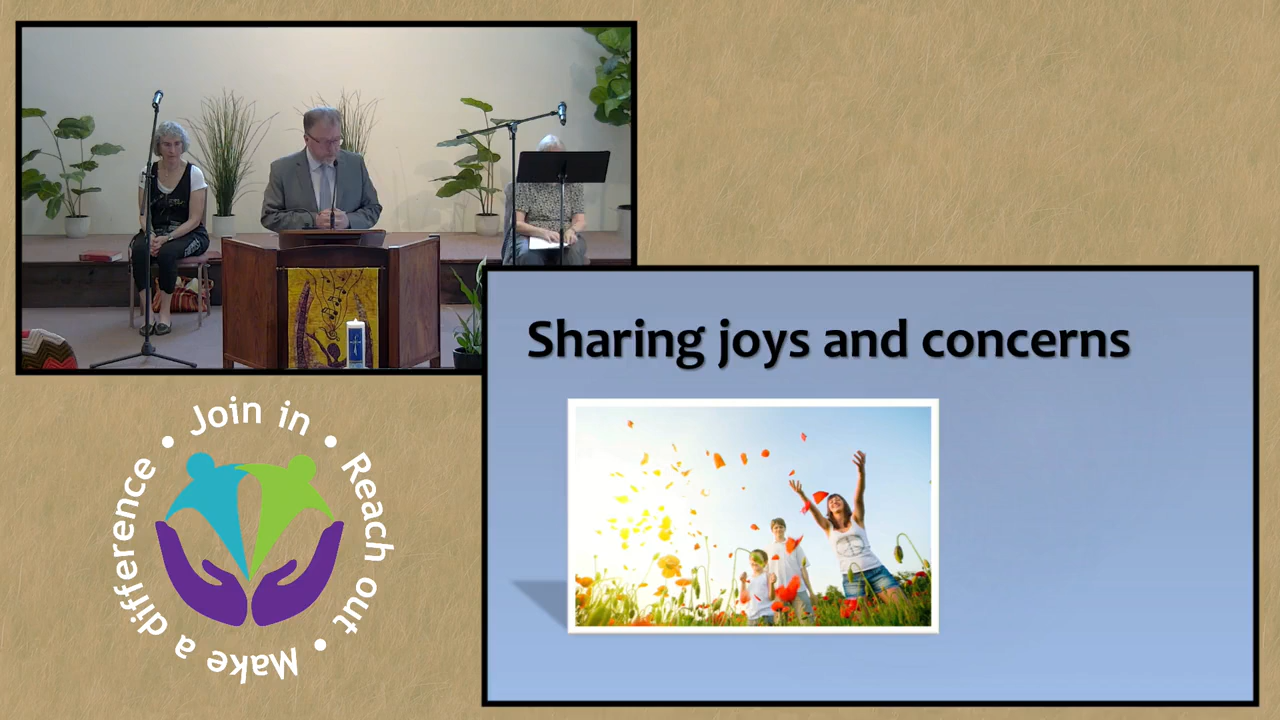 Sharing joys and concerns
• Join in • Reach out • Make a difference